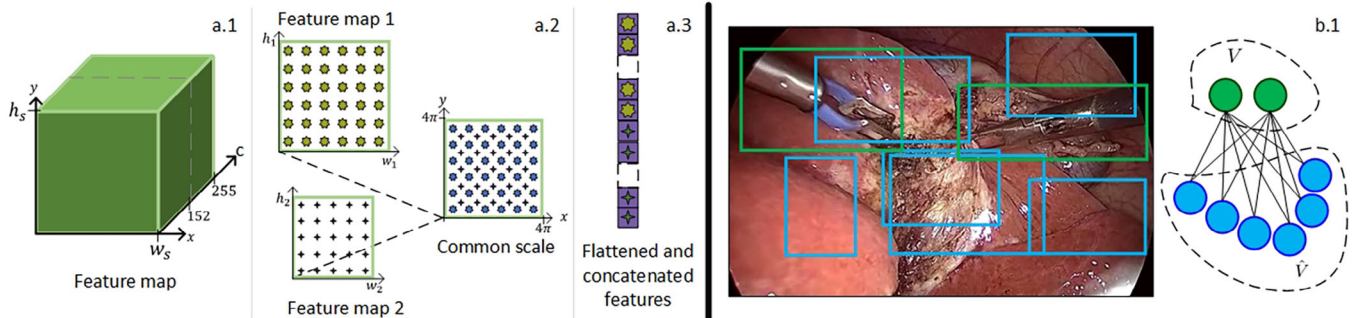 a.1
y
h_s
c
255
152
x
w_s
Feature map
Feature map 1
a.2
h_1
y
w_1
x
h_2
y
w_2
x
Feature map 2
y
4π
x
4π
Common scale
a.3
Flattened and
concatenated
features
b.1
V
V̂